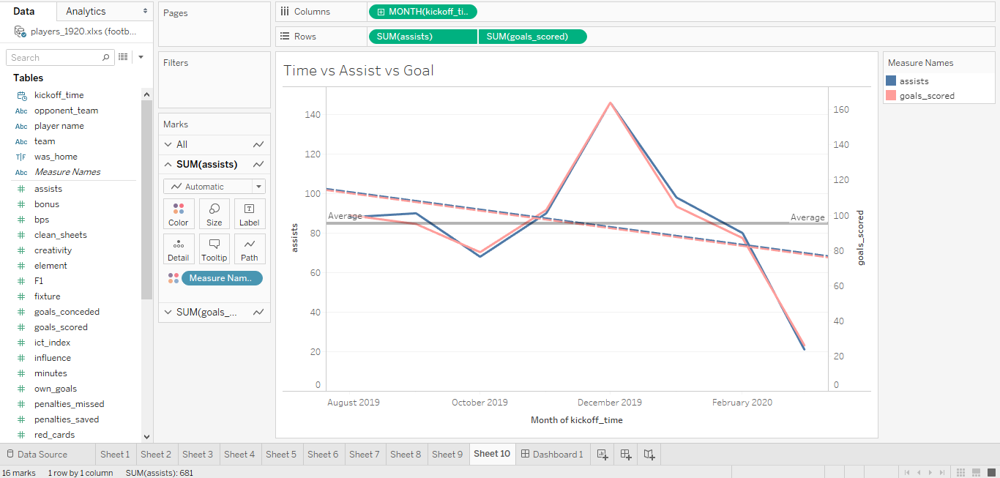 Data
Analytics
players_1920.xlxs (footb...
Search
Tables
kickoff_time
Abc opponent_team
Abc player name
Abc team
T|F was_home
Abc Measure Names
# assists
# bonus
# bps
# clean_sheets
# creativity
# element
# F1
# fixture
# goals_conceded
# goals_scored
# ict_index
# influence
# minutes
# own_goals
# penalties_missed
# penalties_saved
# red_cards
Pages
Filters
Marks
All
SUM(assists)
Automatic
Color Size Label
Detail Tooltip Path
Measure Nam..
SUM(goals_...
Columns
MONTH(kickoff_ti..
Rows
SUM(assists) SUM(goals_scored)
Time vs Assist vs Goal
140
120
100
80
60
40
20
0
assists
Average
Average
160
140
120
100
80
60
40
20
0
goals_scored
August 2019 October 2019 December 2019 February 2020
Month of kickoff_time
Measure Names
assists
goals_scored
Data Source Sheet 1 Sheet 2 Sheet 3 Sheet 4 Sheet 5 Sheet 6 Sheet 7 Sheet 8 Sheet 9 Sheet 10 Dashboard 1
16 marks 1 row by 1 column SUM(assists): 681